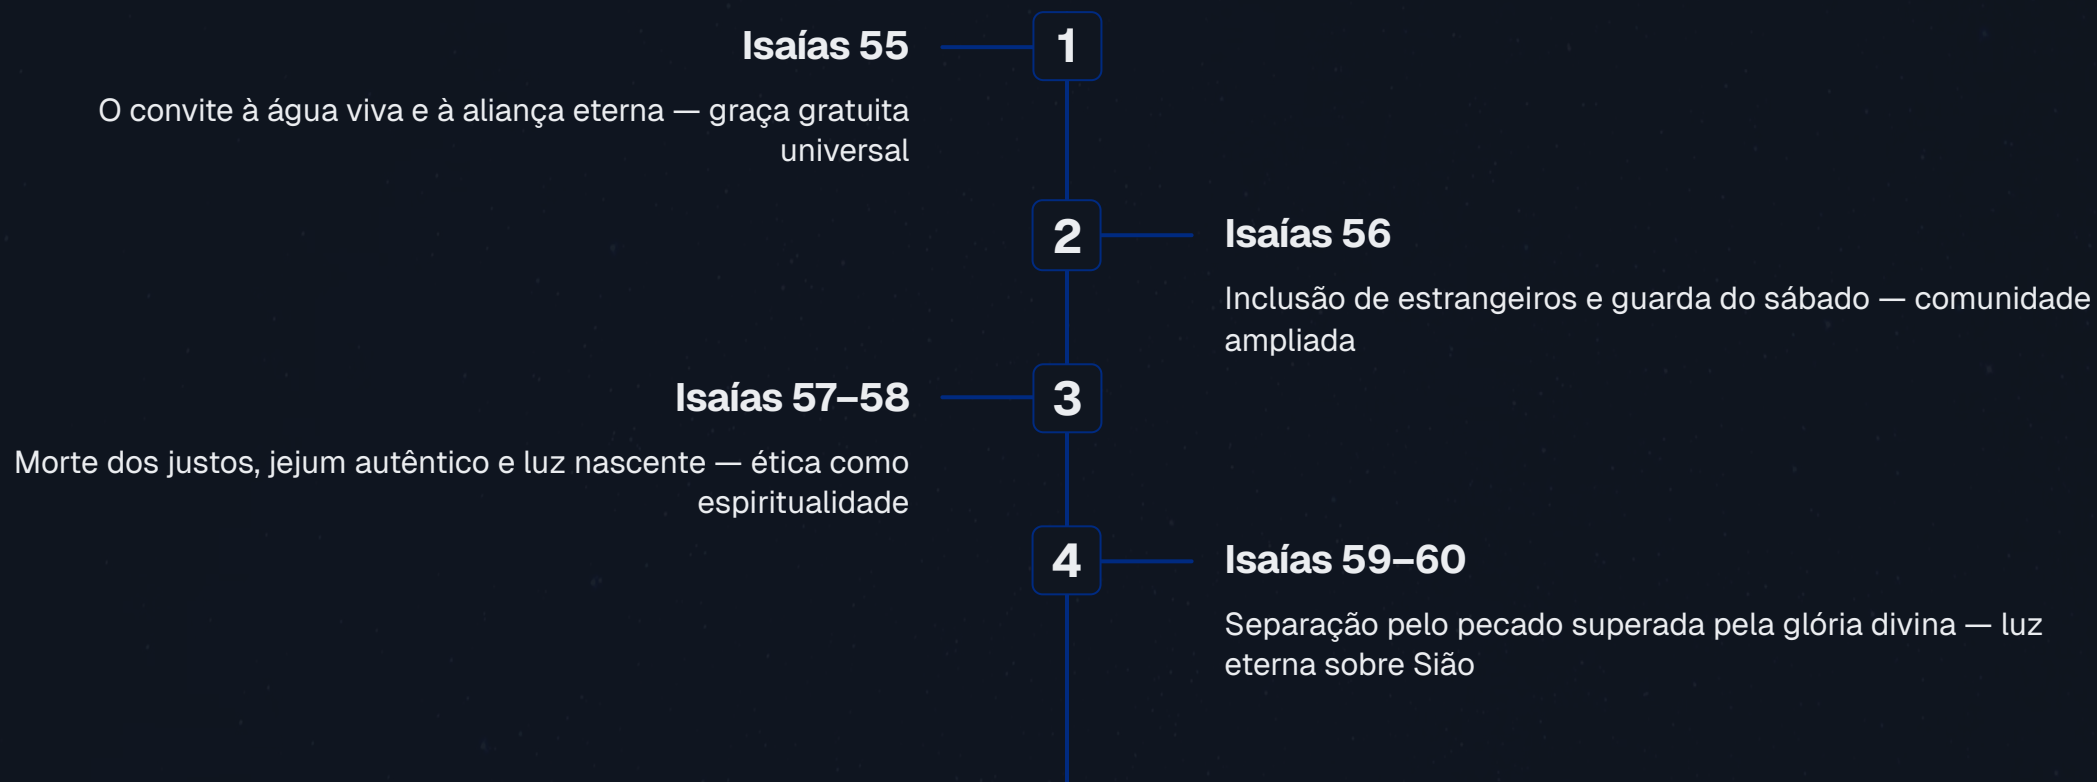 Isaías 55
1
O convite à água viva e à aliança eterna — graça gratuita
universal
2
Isaías 56
Inclusão de estrangeiros e guarda do sábado — comunidade
ampliada
Isaías 57–58
3
Morte dos justos, jejum autêntico e luz nascente — ética como
espiritualidade
4
Isaías 59–60
Separação pelo pecado superada pela glória divina — luz
eterna sobre Sião